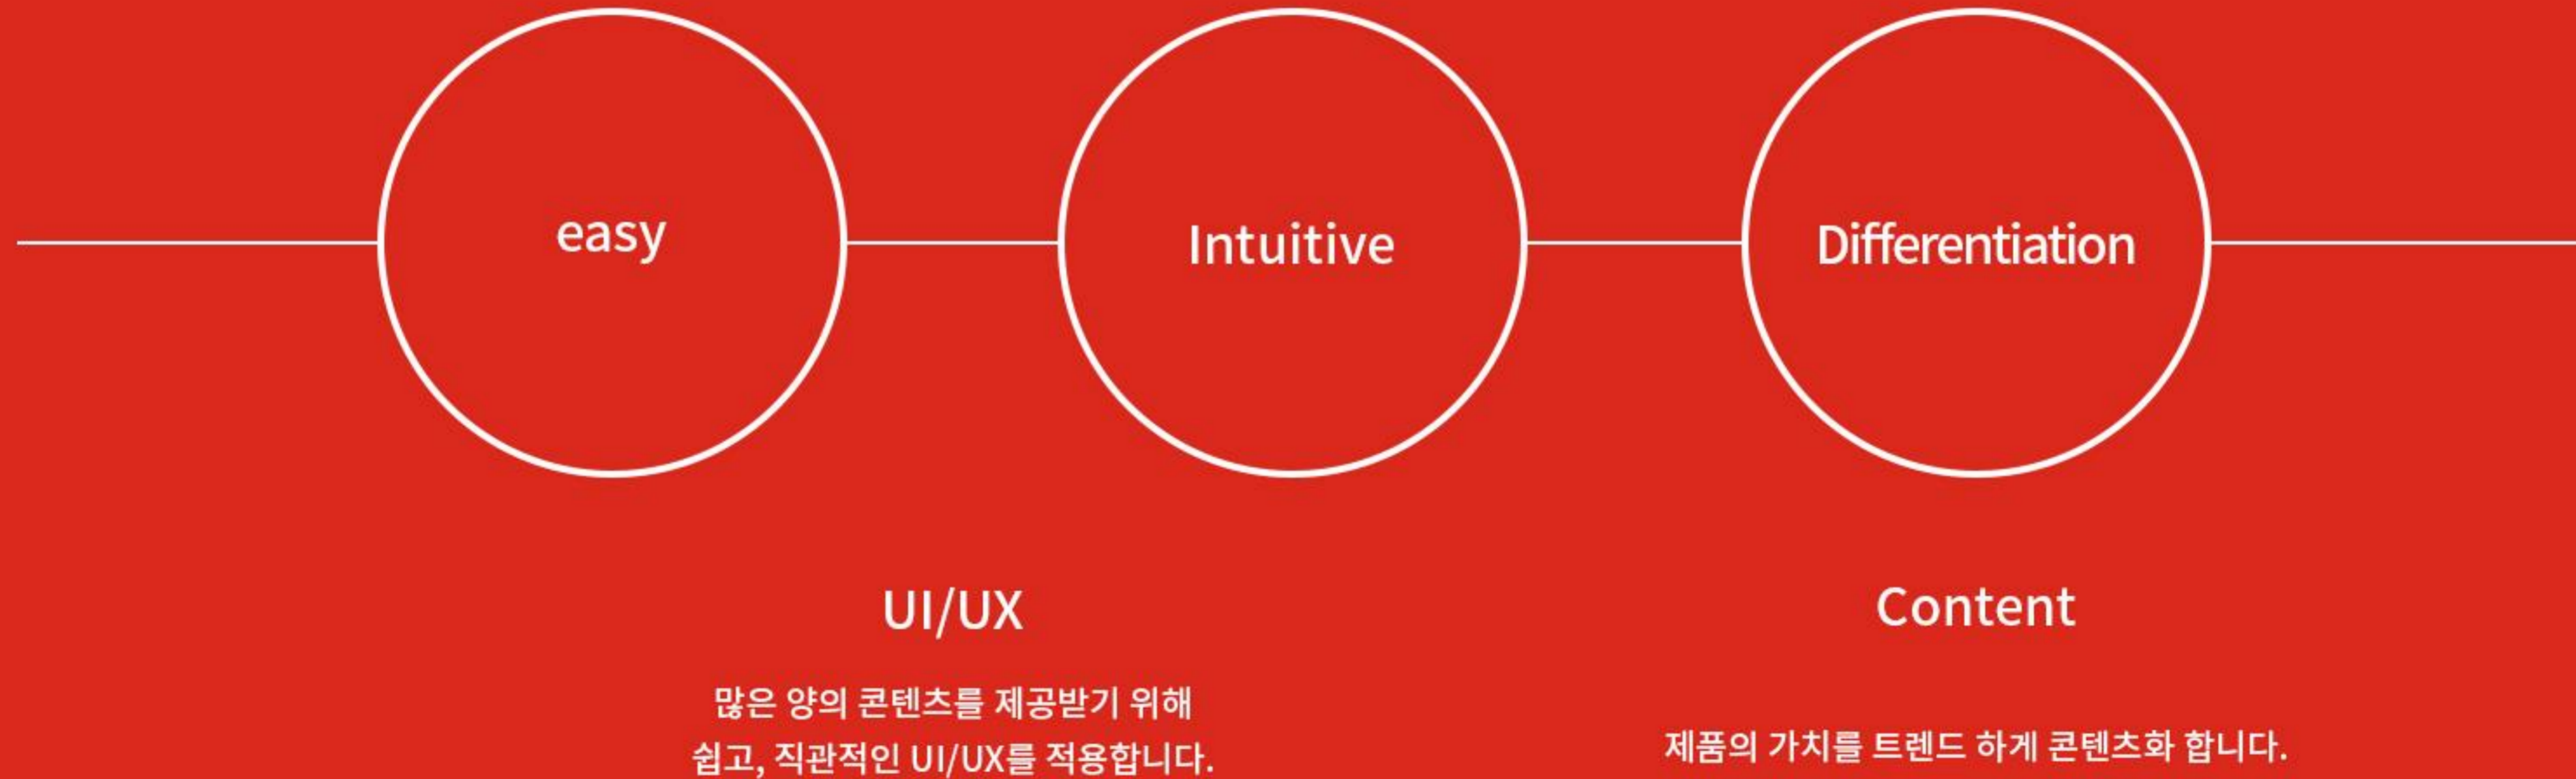 easy
Intuitive
Differentiation
UI/UX
많은 양의 콘텐츠를 제공받기 위해
쉽고, 직관적인 UI/UX를 적용합니다.
Content
제품의 가치를 트렌드 하게 콘텐츠화 합니다.